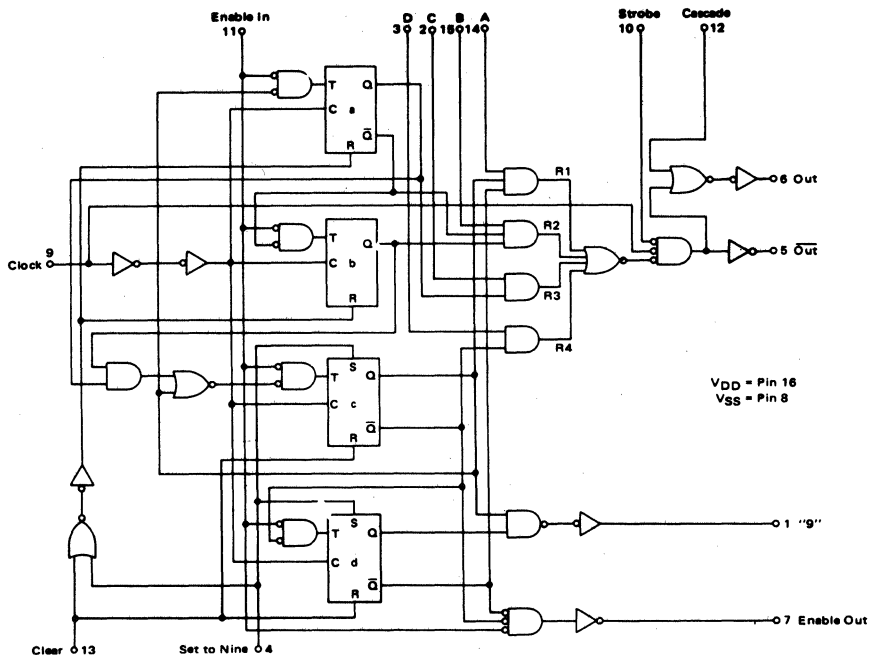 Enable In
11
D
3
C
2
B
15
A
14
Strobe
10
Cascade
12
T
Q
C
a
Q̅
R
R1
6 Out
9
Clock
T
Q
C
b
R
R2
5 O̅u̅t̅
R3
R4
S
T
Q
C
c
Q̅
R
VDD = Pin 16
VSS = Pin 8
S
T
Q
C
d
Q̅
R
1 "9"
7 Enable Out
Clear
13
Set to Nine
4